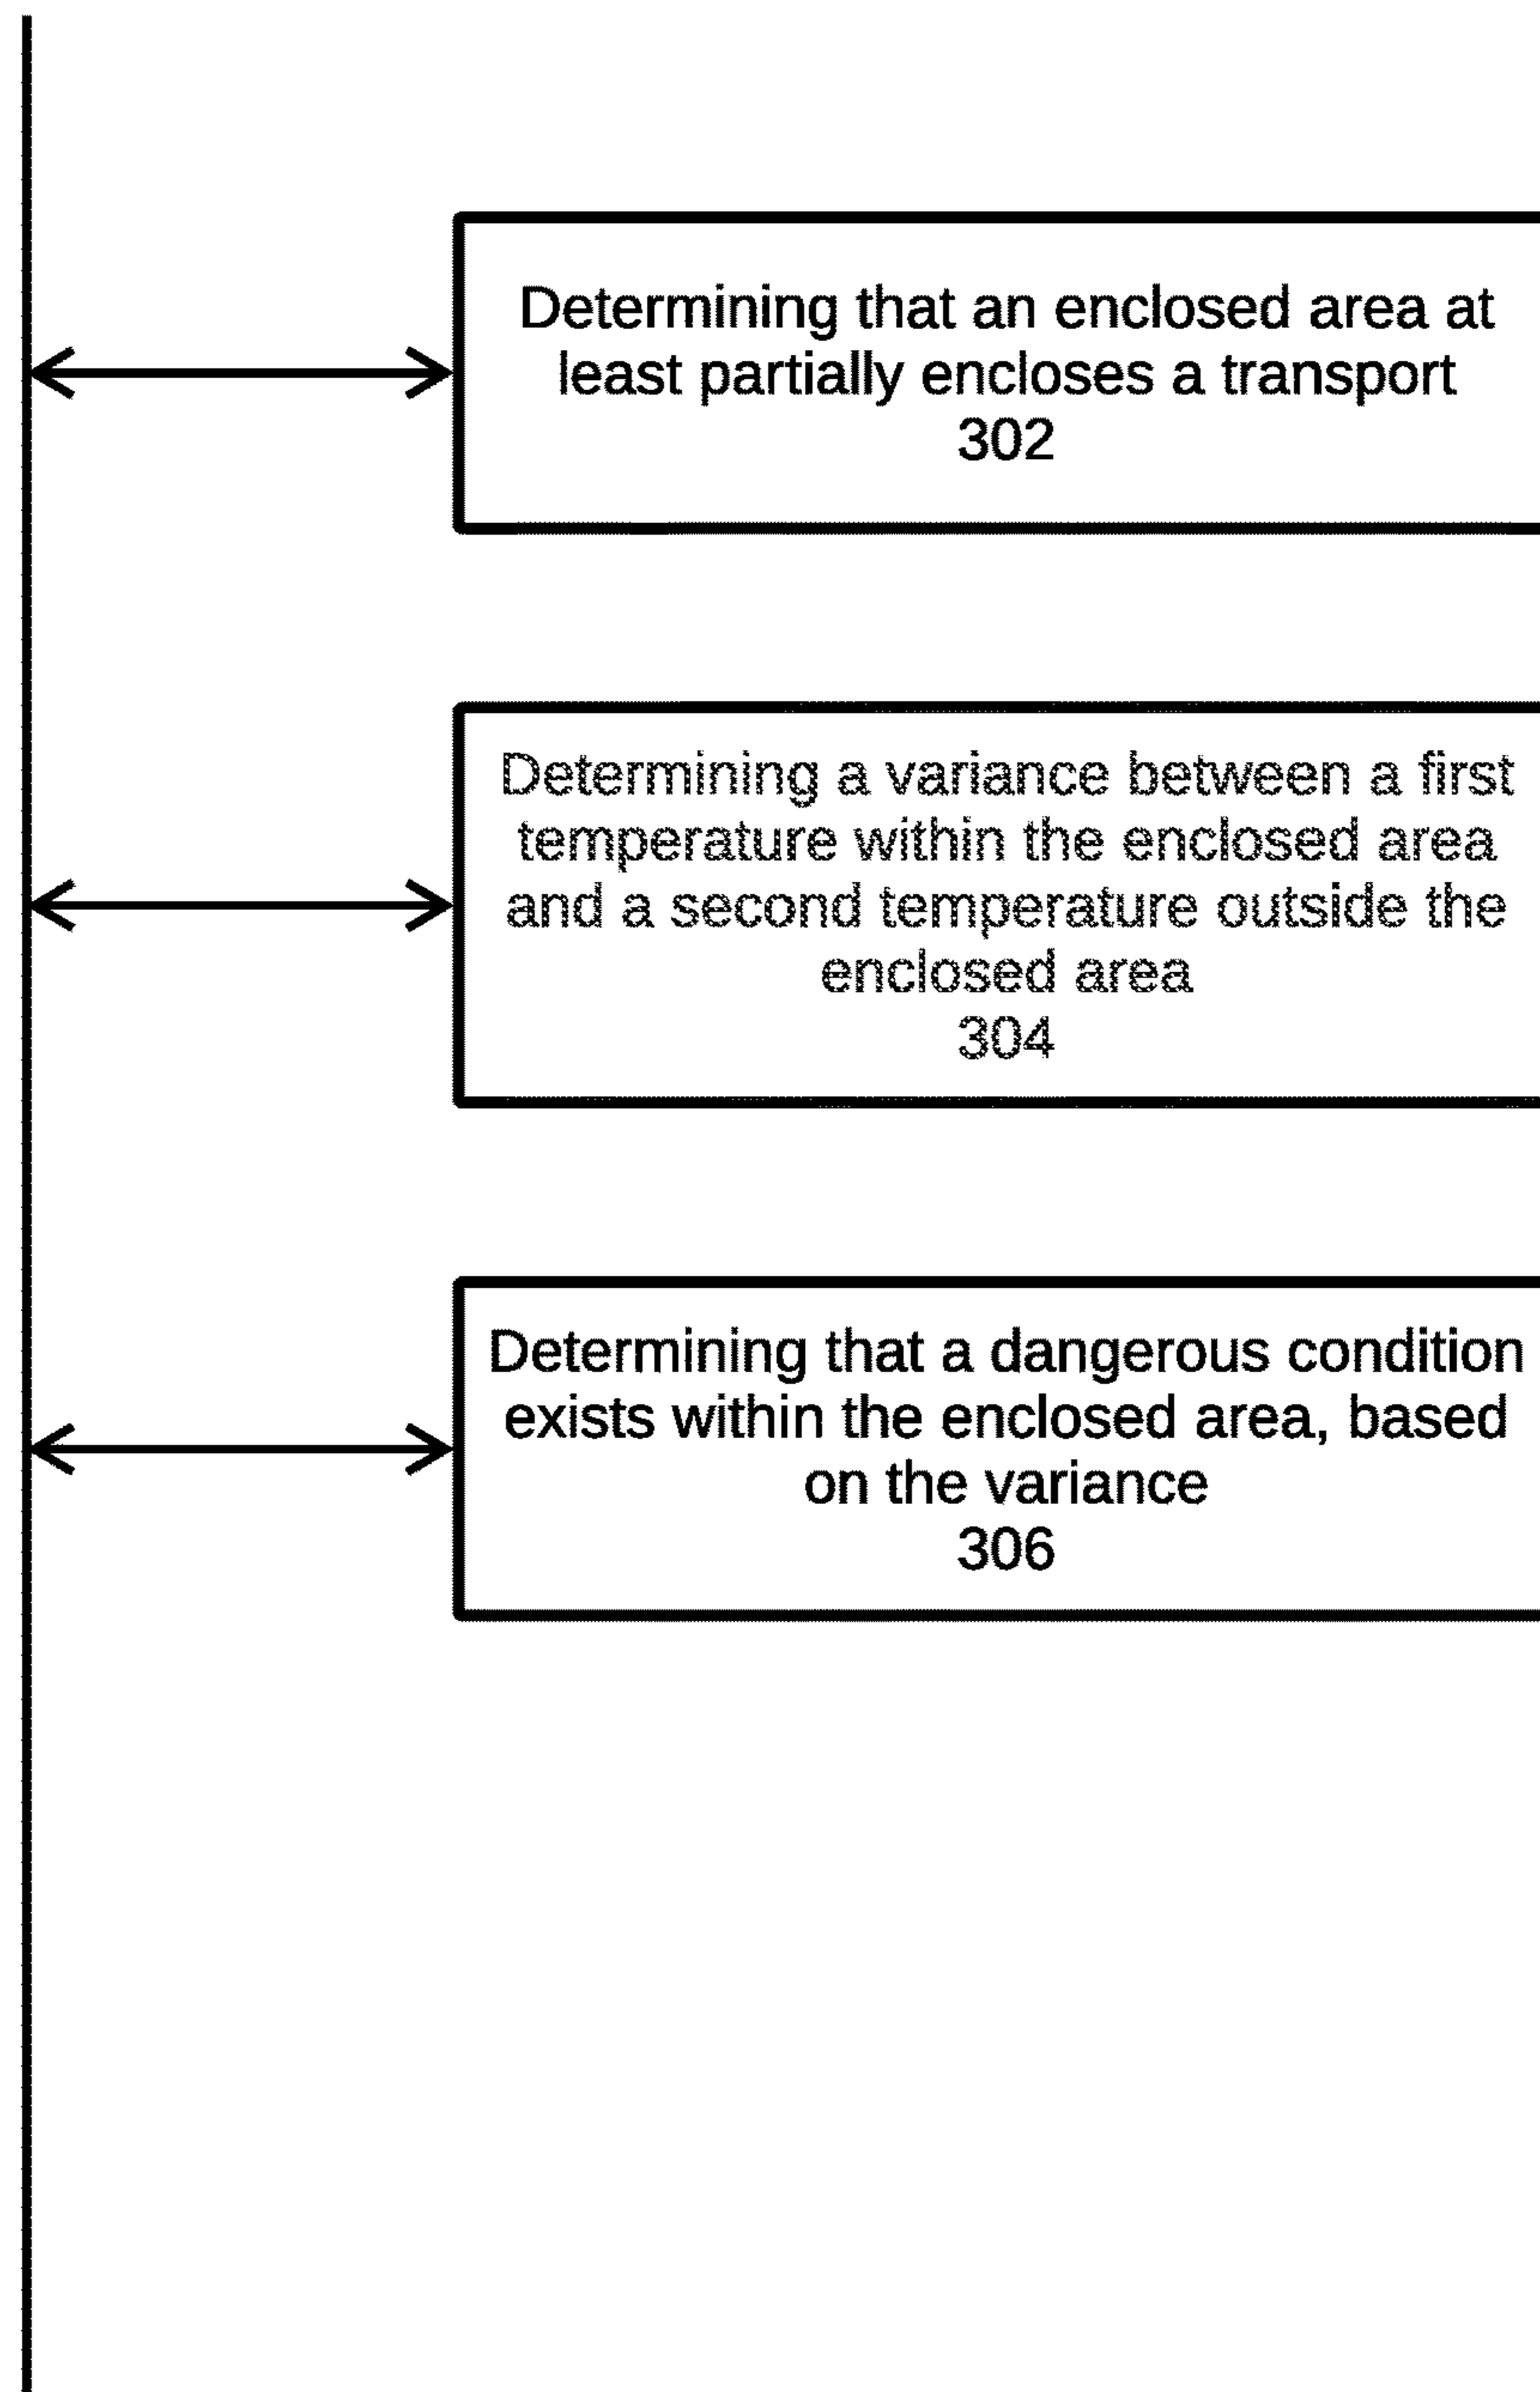 Determining that an enclosed area at
least partially encloses a transport
302
Determining a variance between a first
temperature within the enclosed area
and a second temperature outside the
enclosed area
304
Determining that a dangerous condition
exists within the enclosed area, based
on the variance
306